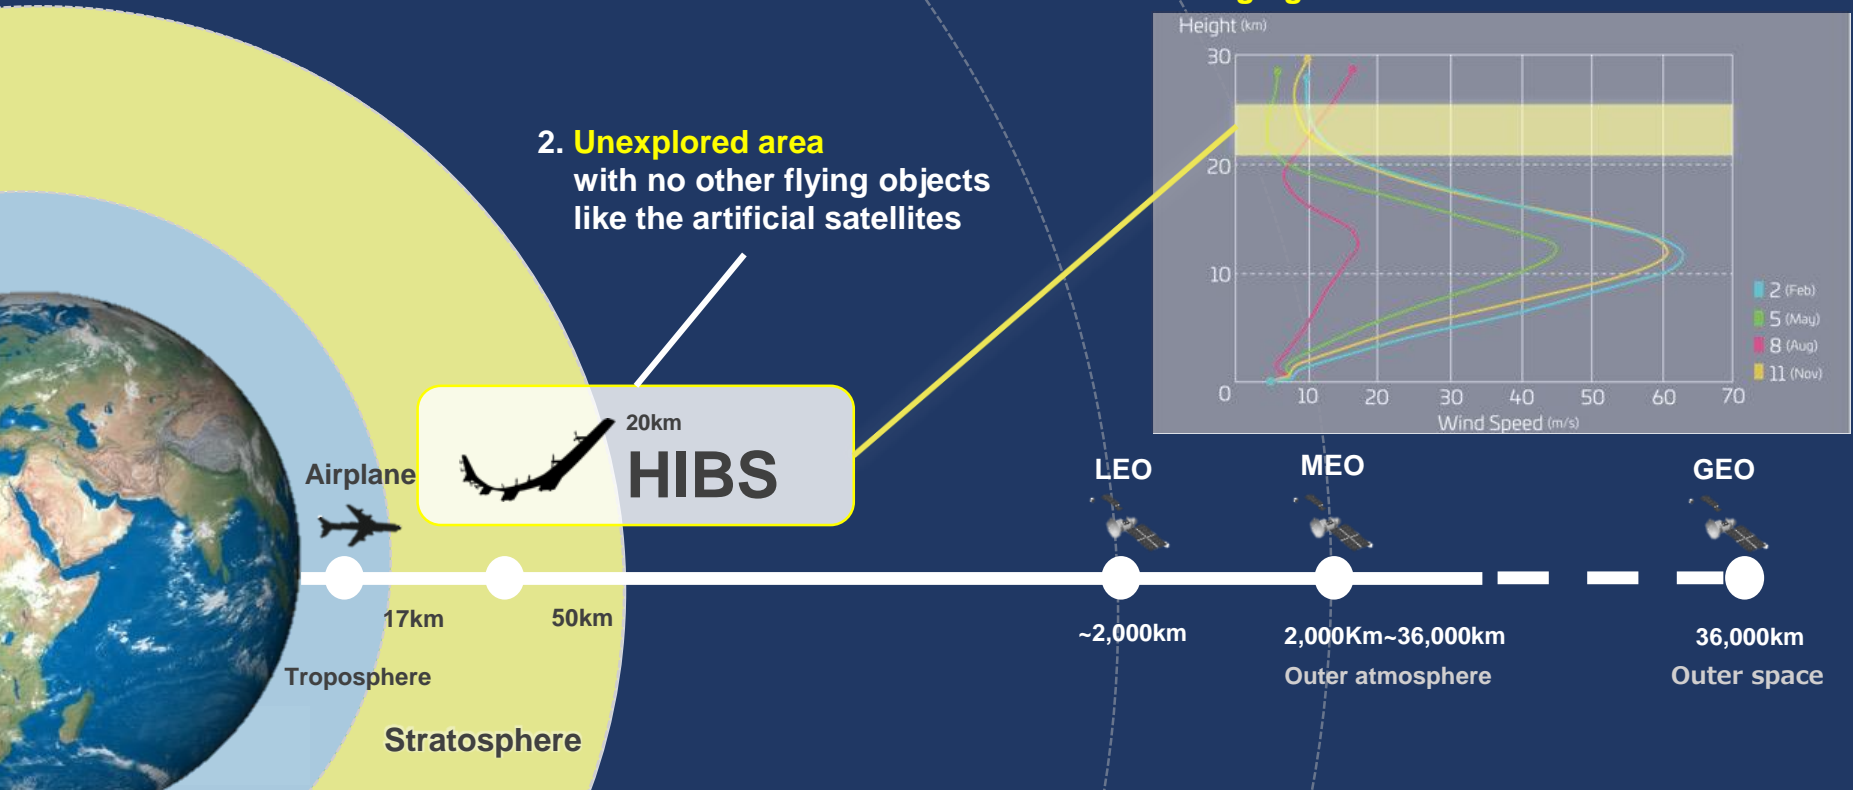 Height (km)
30
20
10
0
10
20
30
40
50
60
70
Wind Speed (m/s)
2 (Feb)
5 (May)
8 (Aug)
11 (Nov)
2. Unexplored area
with no other flying objects
like the artificial satellites
20km
HIBS
Airplane
LEO
MEO
GEO
17km
50km
~2,000km
2,000Km~36,000km
36,000km
Troposphere
Outer atmosphere
Outer space
Stratosphere